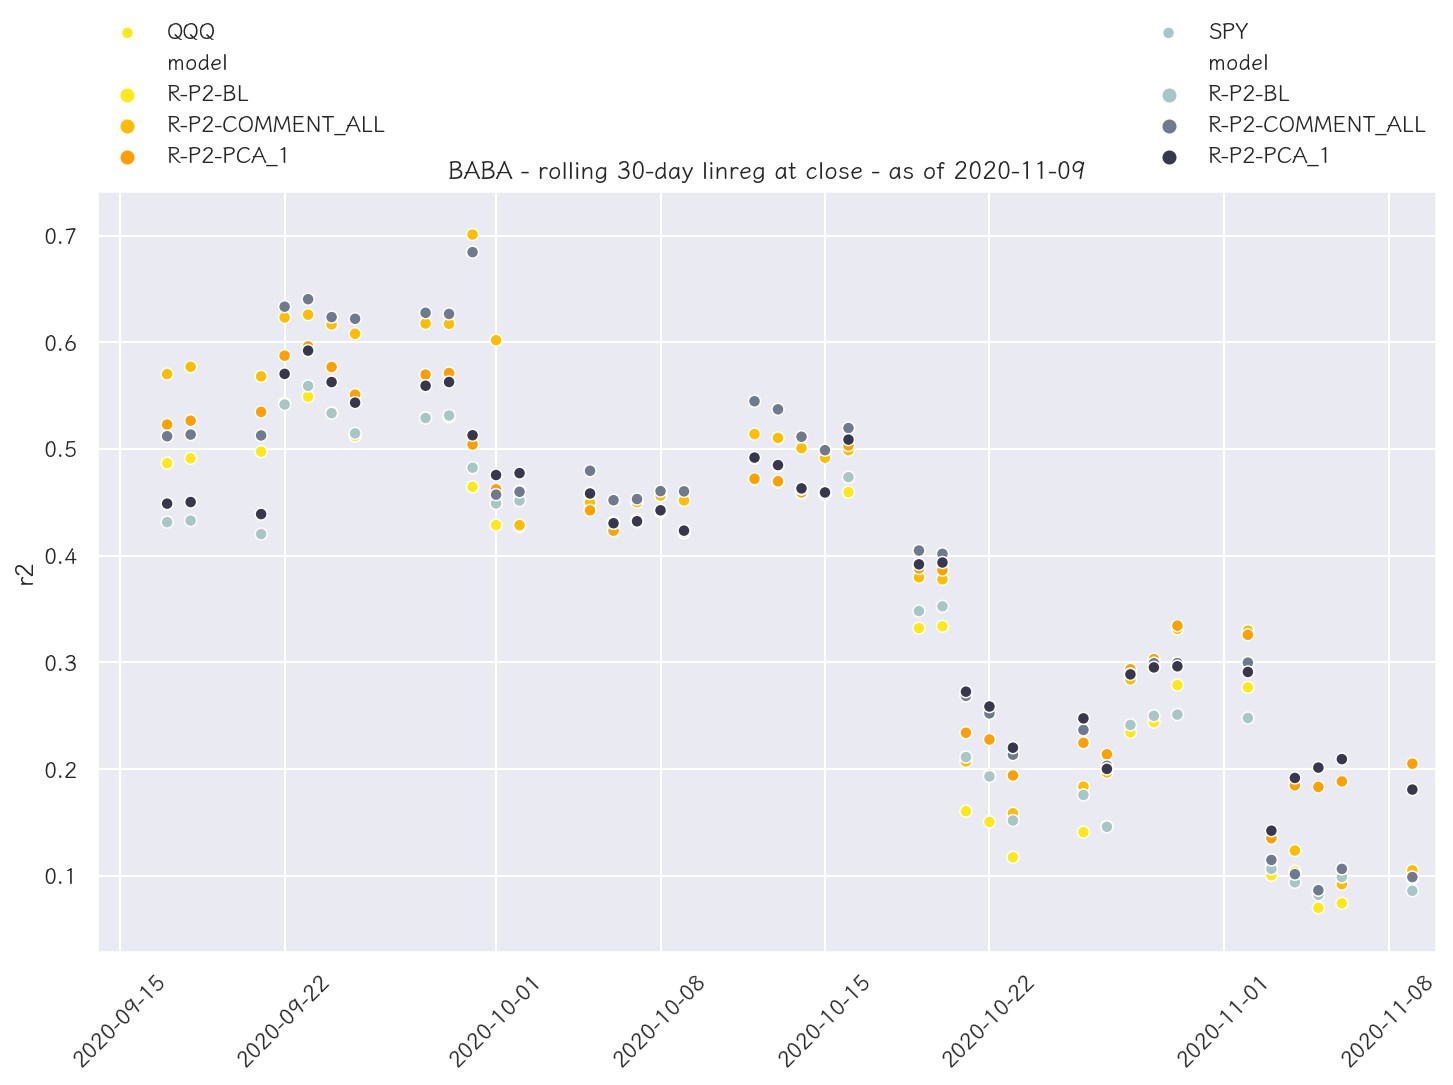 QQQ
model
R-P2-BL
R-P2-COMMENT_ALL
R-P2-PCA_1
SPY
model
R-P2-BL
R-P2-COMMENT_ALL
R-P2-PCA_1
BABA - rolling 30-day linreg at close - as of 2020-11-09
r2
0.7
0.6
0.5
0.4
0.3
0.2
0.1
2020-09-15
2020-09-22
2020-10-01
2020-10-08
2020-10-15
2020-10-22
2020-11-01
2020-11-08